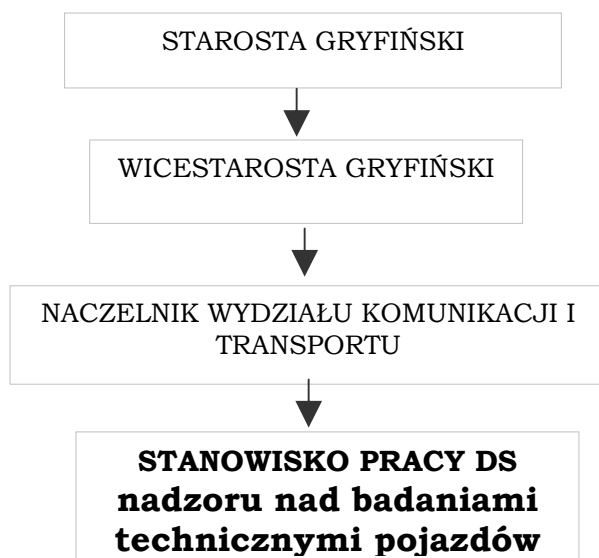 STAROSTA GRYFIŃSKI
WICESTAROSTA GRYFIŃSKI
NACZELNIK WYDZIAŁU KOMUNIKACJI I
TRANSPORTU
STANOWISKO PRACY DS
nadzoru nad badaniami
technicznymi pojazdów